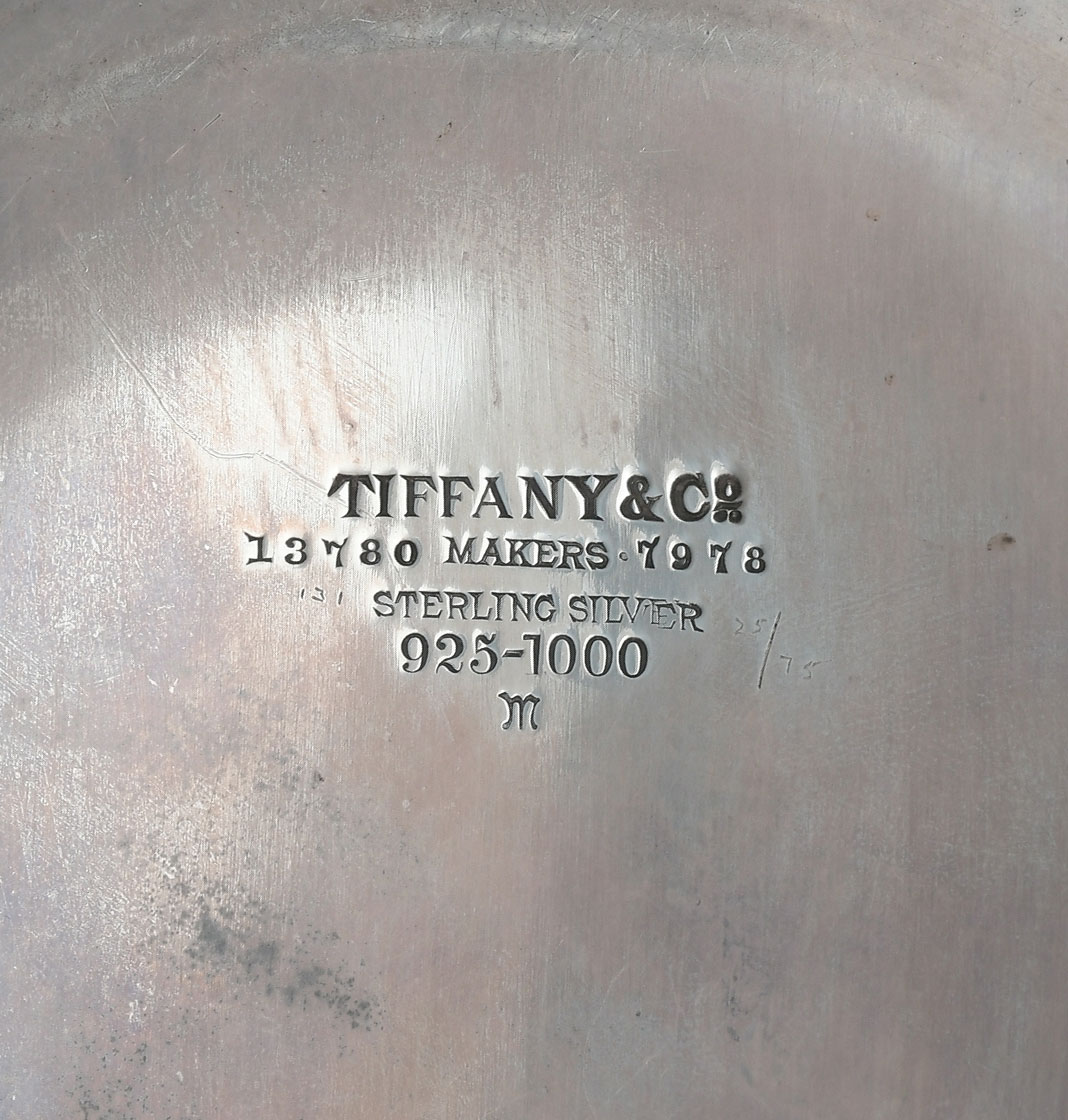 TIFFANY & Co
13780 MAKERS · 7978
131 STERLING SILVER 25/75
925-1000
M